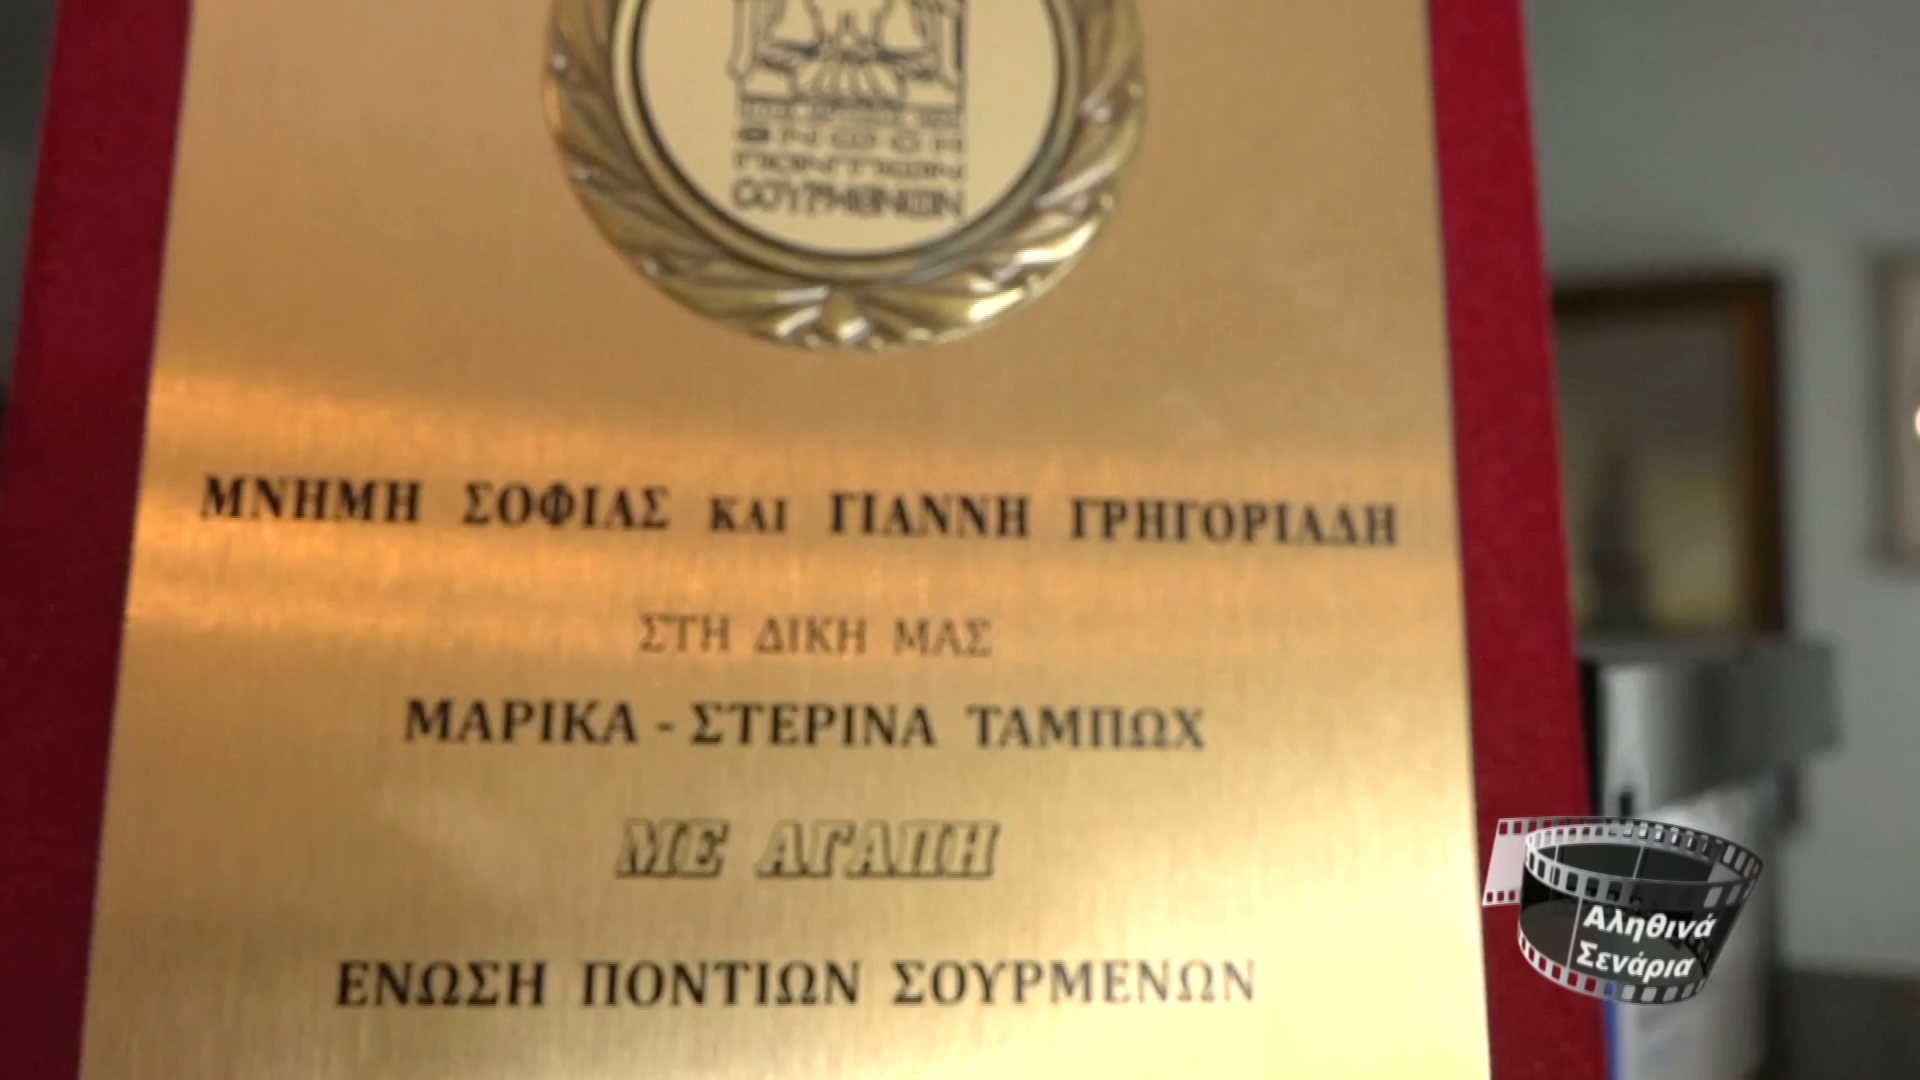 ΕΝΩΣΗ
ΠΟΝΤΙΩΝ
ΣΟΥΡΜΕΝΩΝ
ΜΝΗΜΗ ΣΟΦΙΑΣ ΚΑΙ ΓΙΑΝΝΗ ΓΡΗΓΟΡΙΑΔΗ
ΣΤΗ ΔΙΚΗ ΜΑΣ
ΜΑΡΙΚΑ - ΣΤΕΡΙΝΑ ΤΑΜΠΩΧ
ΜΕ ΑΓΑΠΗ
ΕΝΩΣΗ ΠΟΝΤΙΩΝ ΣΟΥΡΜΕΝΩΝ
Αληθινά
Σενάρια